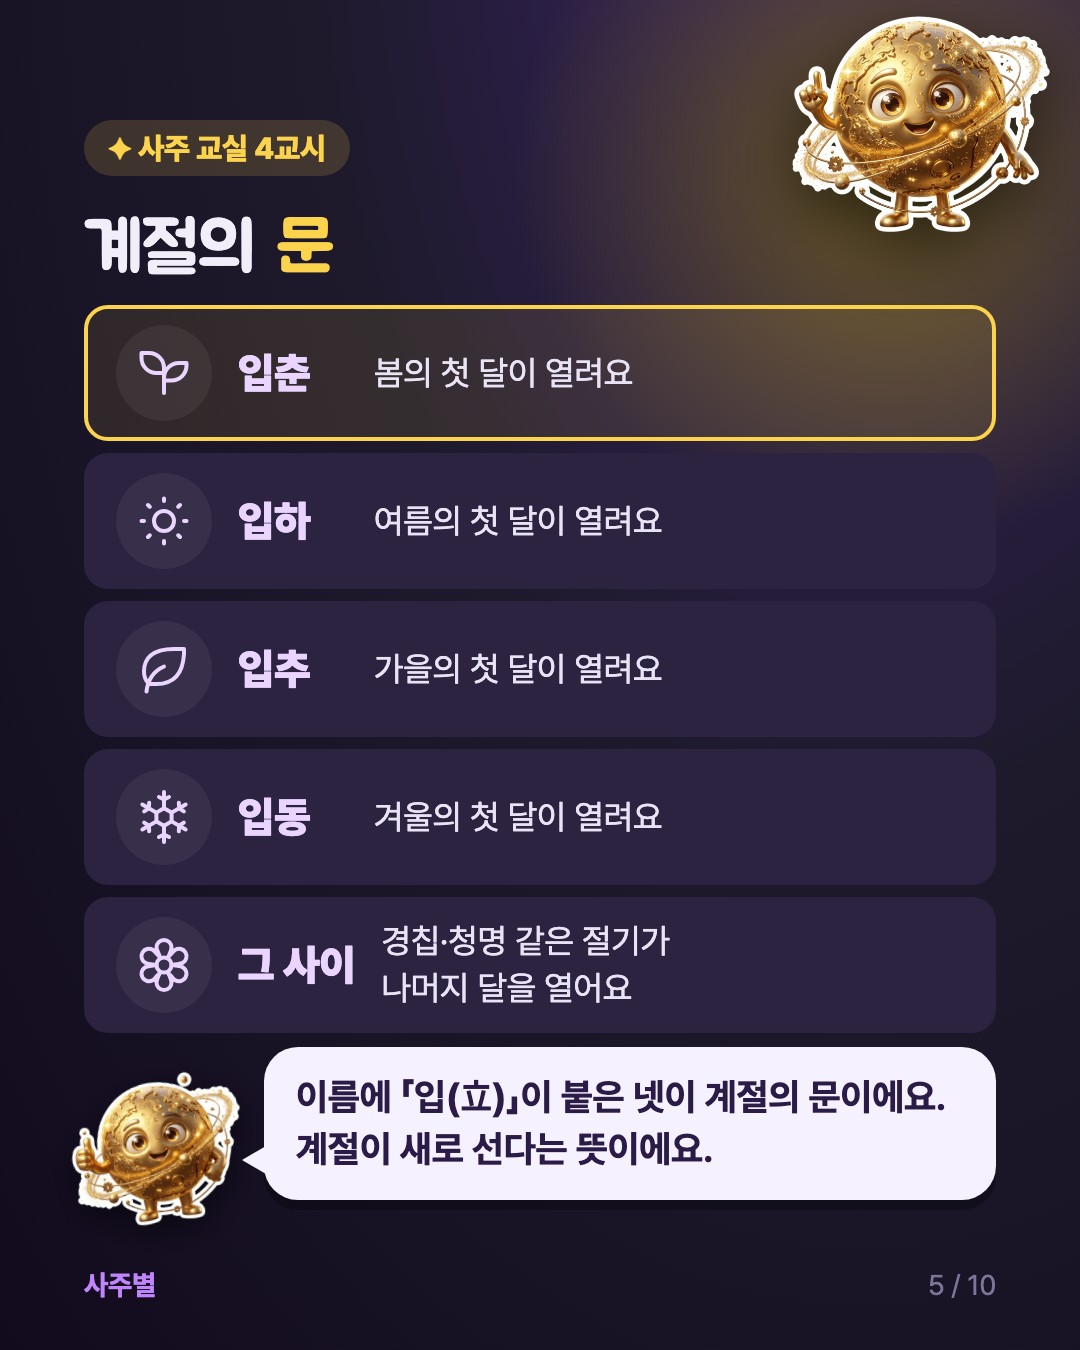 ✦ 사주 교실 4교시
계절의 문
입춘 봄의 첫 달이 열려요
입하 여름의 첫 달이 열려요
입추 가을의 첫 달이 열려요
입동 겨울의 첫 달이 열려요
그 사이 경칩·청명 같은 절기가
나머지 달을 열어요
이름에 「입(立)」이 붙은 넷이 계절의 문이에요.
계절이 새로 선다는 뜻이에요.
사주별
5 / 10